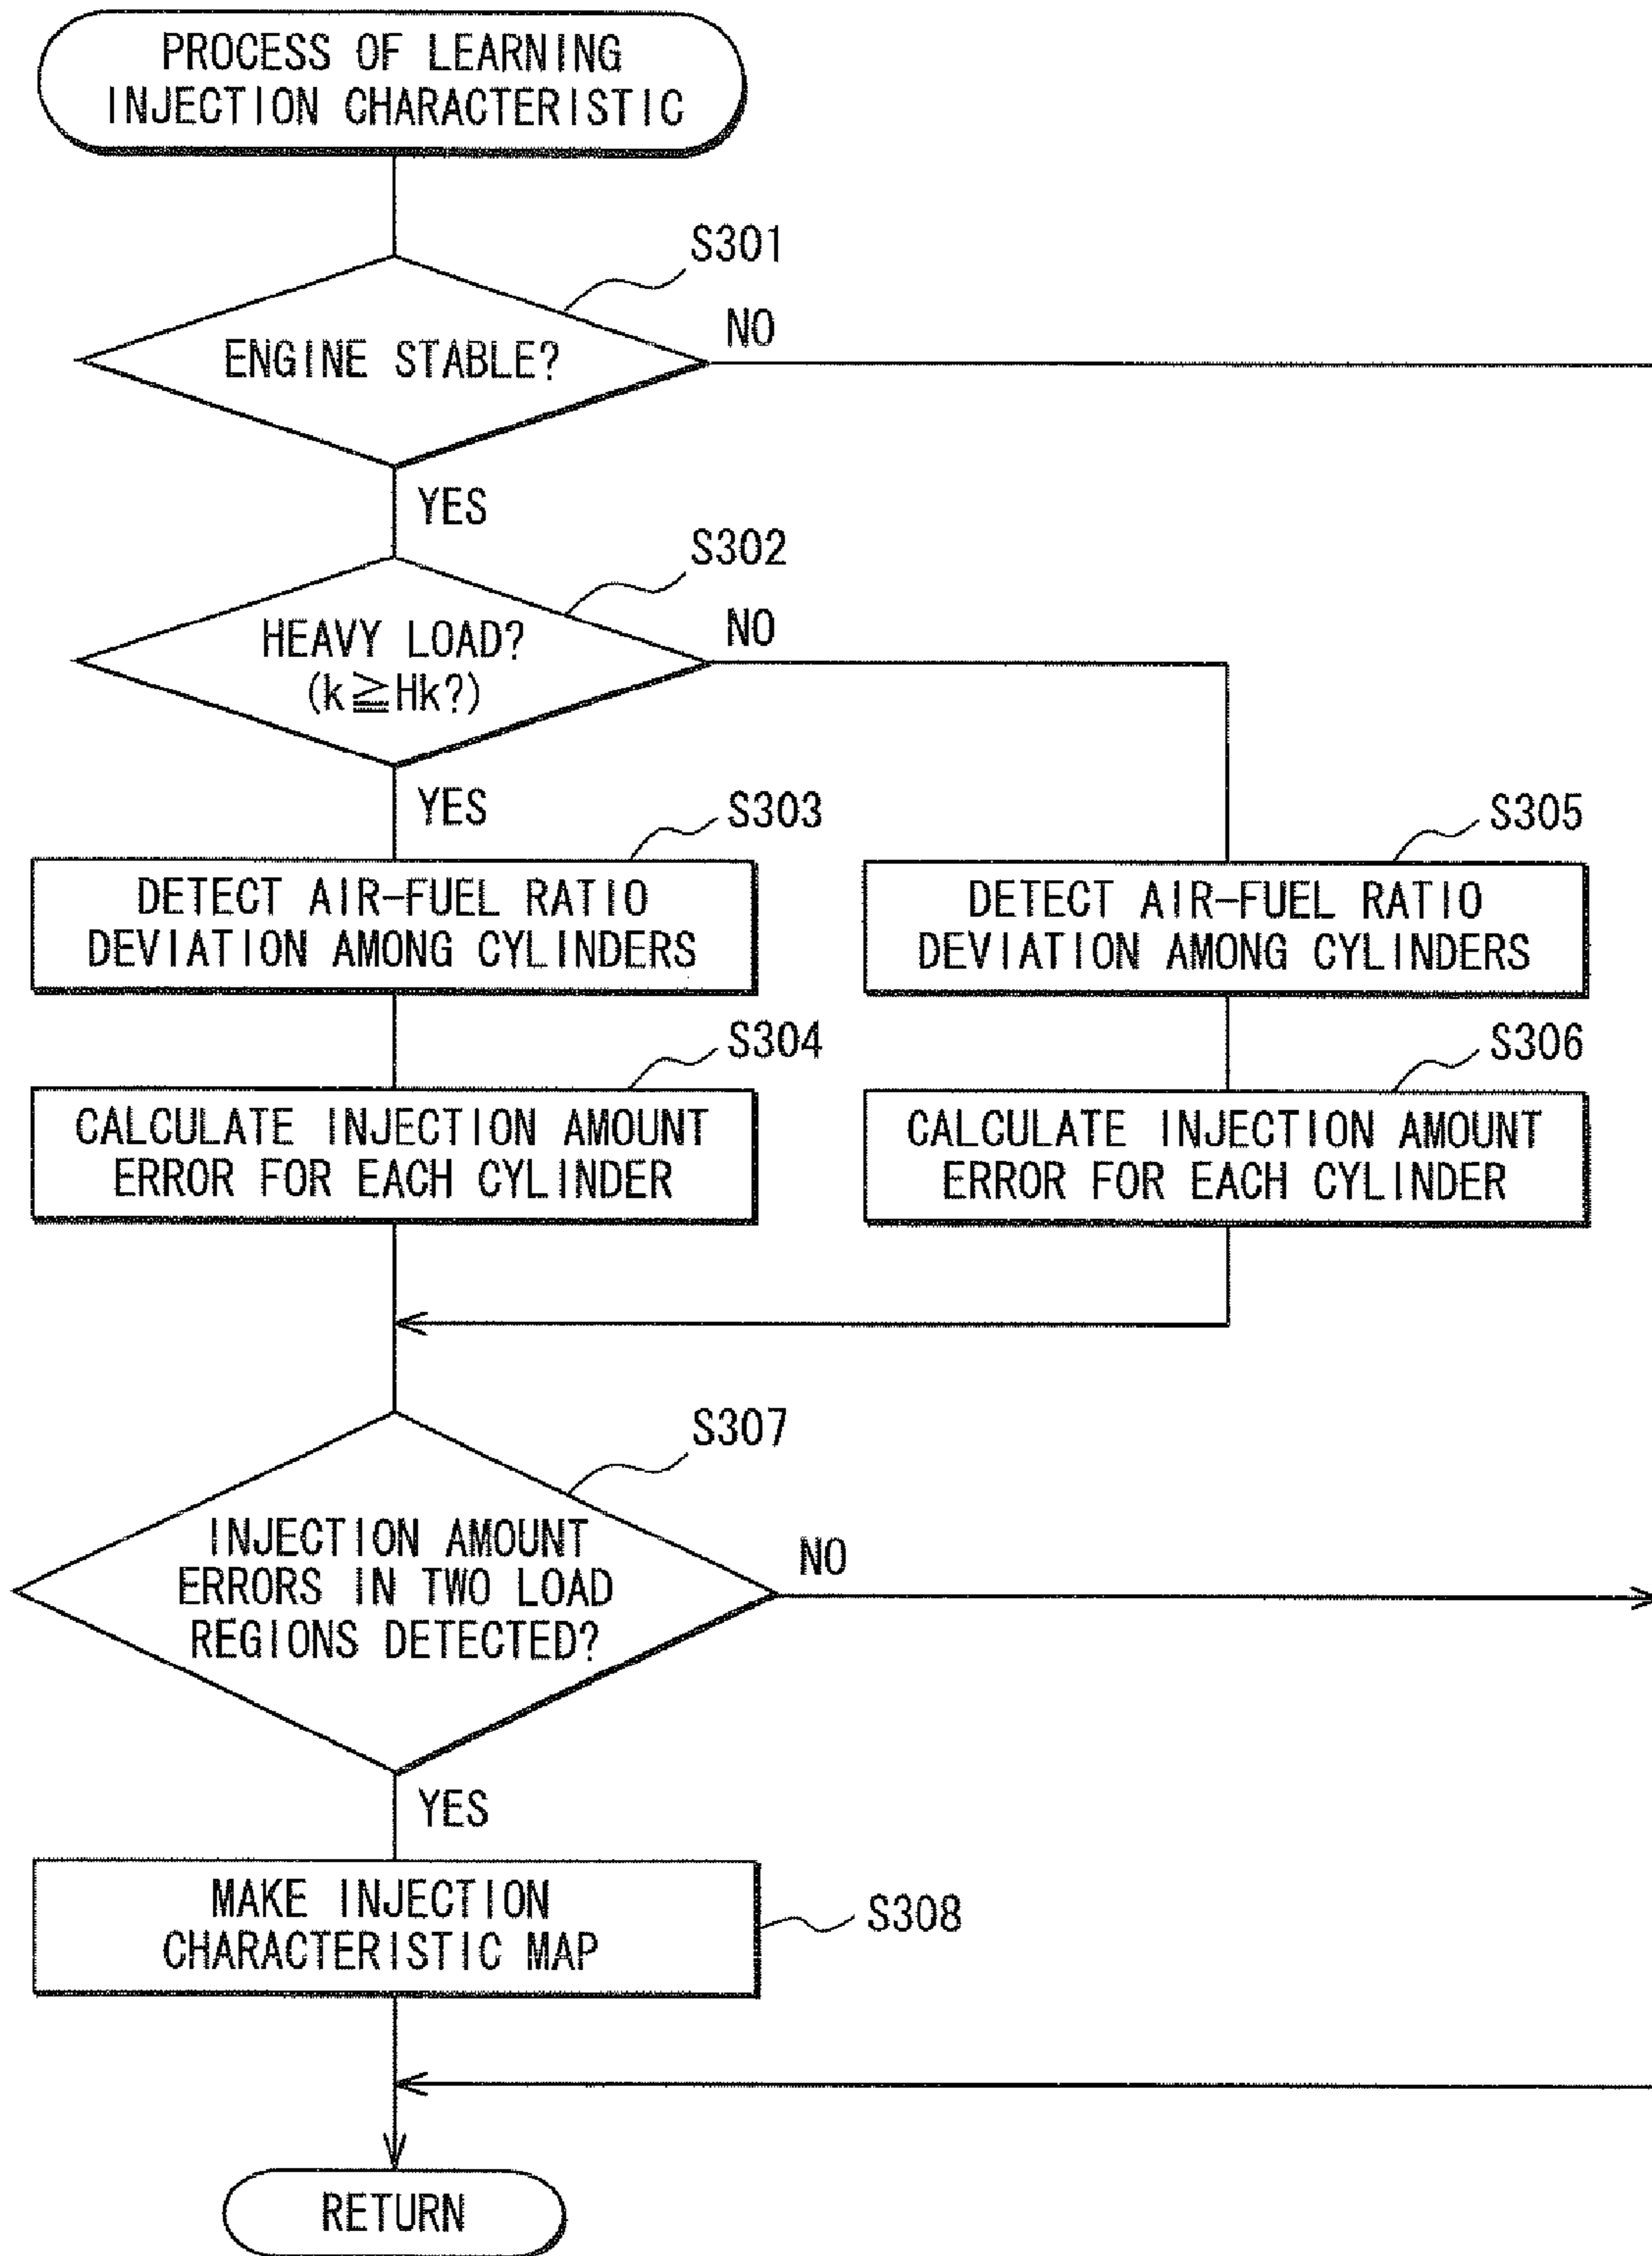 PROCESS OF LEARNING
INJECTION CHARACTERISTIC
S301
ENGINE STABLE?
NO
YES
S302
HEAVY LOAD?
(k≧Hk?)
NO
YES
S303
DETECT AIR-FUEL RATIO
DEVIATION AMONG CYLINDERS
S305
DETECT AIR-FUEL RATIO
DEVIATION AMONG CYLINDERS
S304
CALCULATE INJECTION AMOUNT
ERROR FOR EACH CYLINDER
S306
CALCULATE INJECTION AMOUNT
ERROR FOR EACH CYLINDER
S307
INJECTION AMOUNT
ERRORS IN TWO LOAD
REGIONS DETECTED?
NO
YES
MAKE INJECTION
CHARACTERISTIC MAP
S308
RETURN